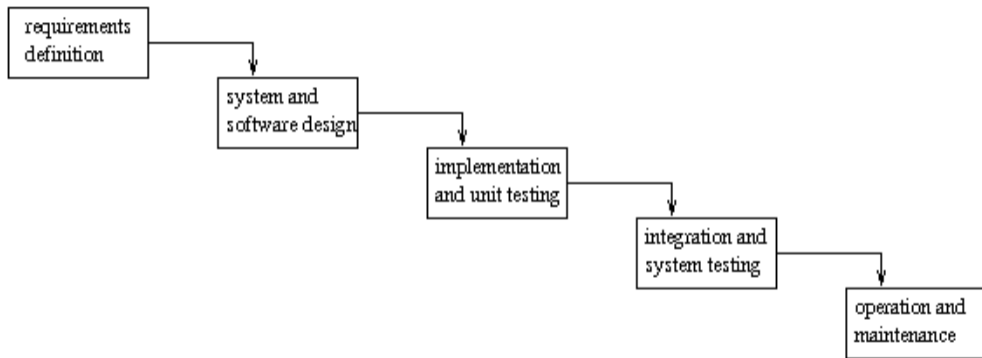 requirements
definition
system and
software design
implementation
and unit testing
integration and
system testing
operation and
maintenance